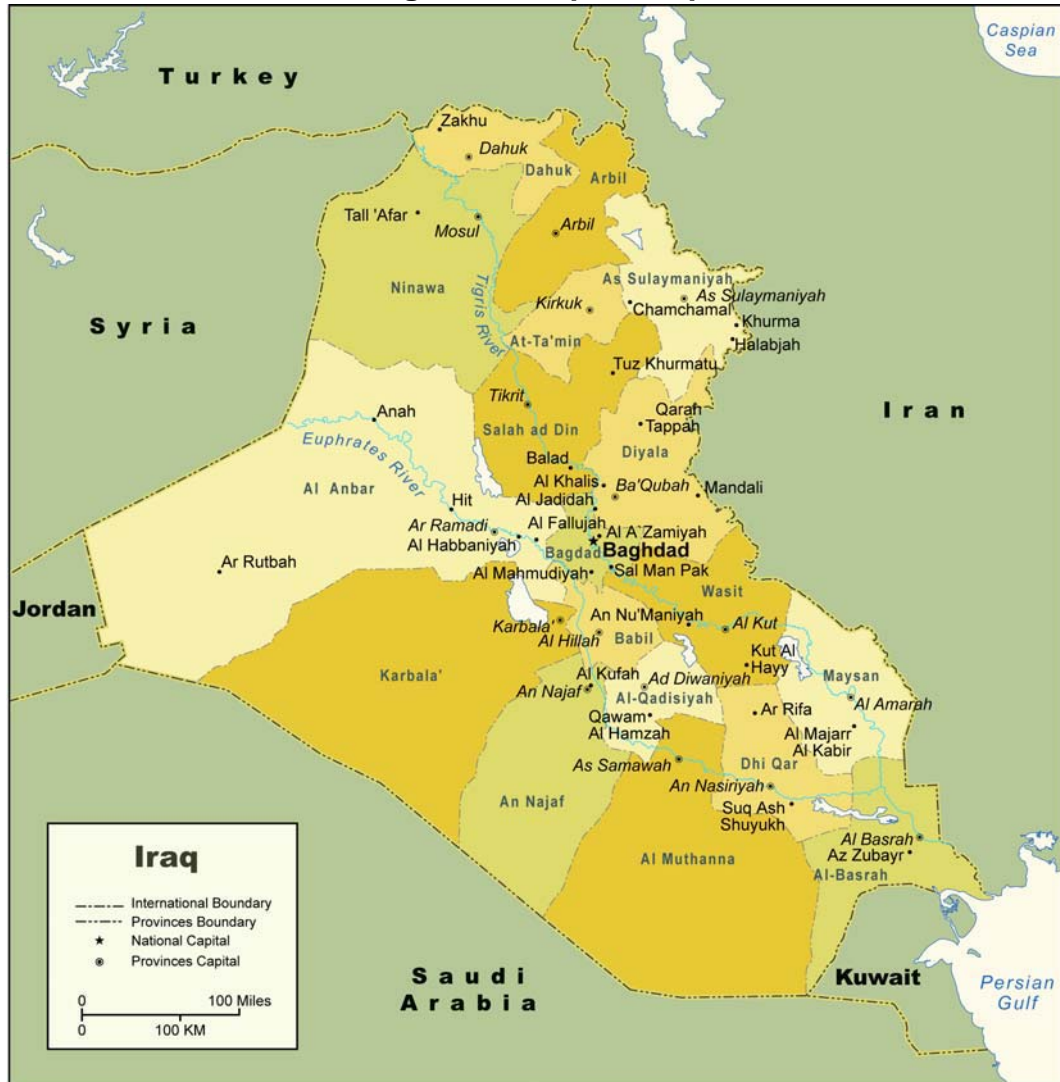 Caspian
Sea
Turkey
Zakhu
Dahuk
Dahuk
Arbil
Tall 'Afar
Mosul
Arbil
Ninawa
Tigris River
As Sulaymaniyah
As Sulaymaniyah
Kirkuk
Chamchamal
Khurma
Halabjah
Syria
At-Ta'min
Tuz Khurmatu
Tikrit
Anah
Qarah
Tappah
Iran
Salah ad Din
Euphrates River
Diyala
Balad
Al Khalis
Ba'Qubah
Mandali
Al Anbar
Hit
Al Jadidah
Ar Ramadi
Al Fallujah
Al A`Zamiyah
Al Habbaniyah
Bagdad
Baghdad
Ar Rutbah
Al Mahmudiyah
Sal Man Pak
Wasit
Jordan
An Nu'Maniyah
Karbala'
Al Hillah
Babil
Al Kut
Kut Al
Hayy
Karbala'
Al Kufah
Ad Diwaniyah
Maysan
An Najaf
Al-Qadisiyah
Al Amarah
Qawam
Al Hamzah
Ar Rifa
Al Majarr
Al Kabir
As Samawah
Dhi Qar
An Nasiriyah
An Najaf
Suq Ash
Shuyukh
Al Basrah
Az Zubayr
Al Muthanna
Al-Basrah
Iraq
International Boundary
Provinces Boundary
National Capital
Provinces Capital
0
100 Miles
0
100 KM
Saudi
Arabia
Kuwait
Persian
Gulf